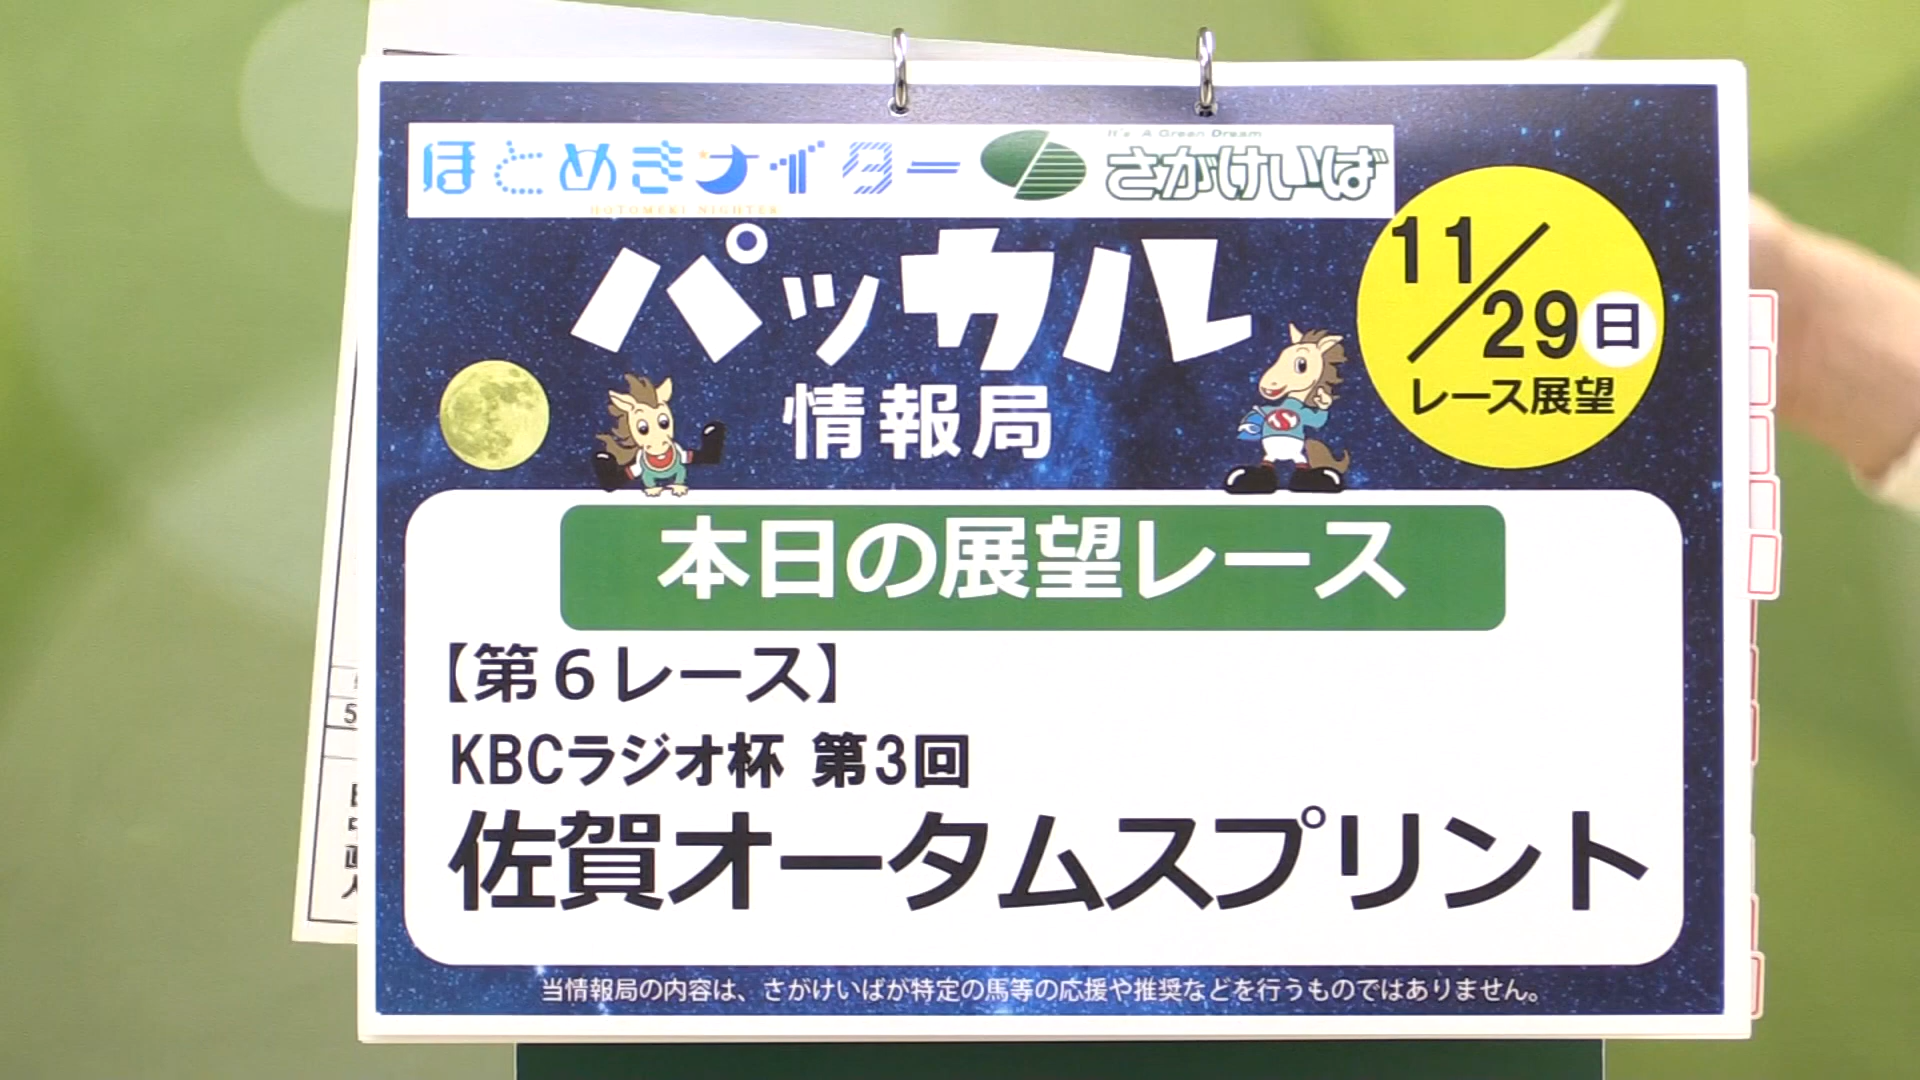 ほとめきナイター
HOTOMEKI NIGHTER
It's A Green Dream
さがけいば
パッカル
情報局
11/29日
レース展望
S
本日の展望レース
【第6レース】
KBCラジオ杯 第3回
佐賀オータムスプリント
当情報局の内容は、さがけいばが特定の馬等の応援や推奨などを行うものではありません。
5